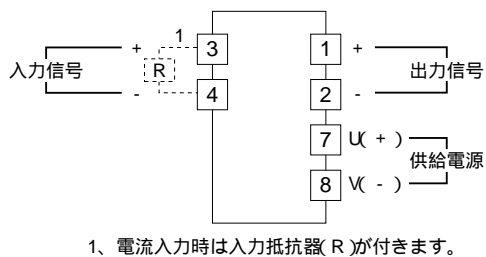 1
+ 3 1 +
入力信号 R 出力信号
- 4 2 -
7 U( + )
供給電源
8 V( - )
1、電流入力時は入力抵抗器( R )が付きます。